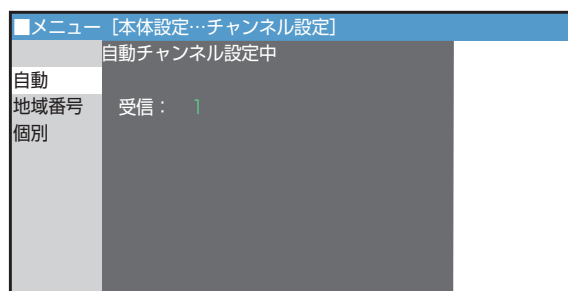 ■メニュー [本体設定…チャンネル設定]
自動チャンネル設定中
自動
地域番号 受信： 1
個別